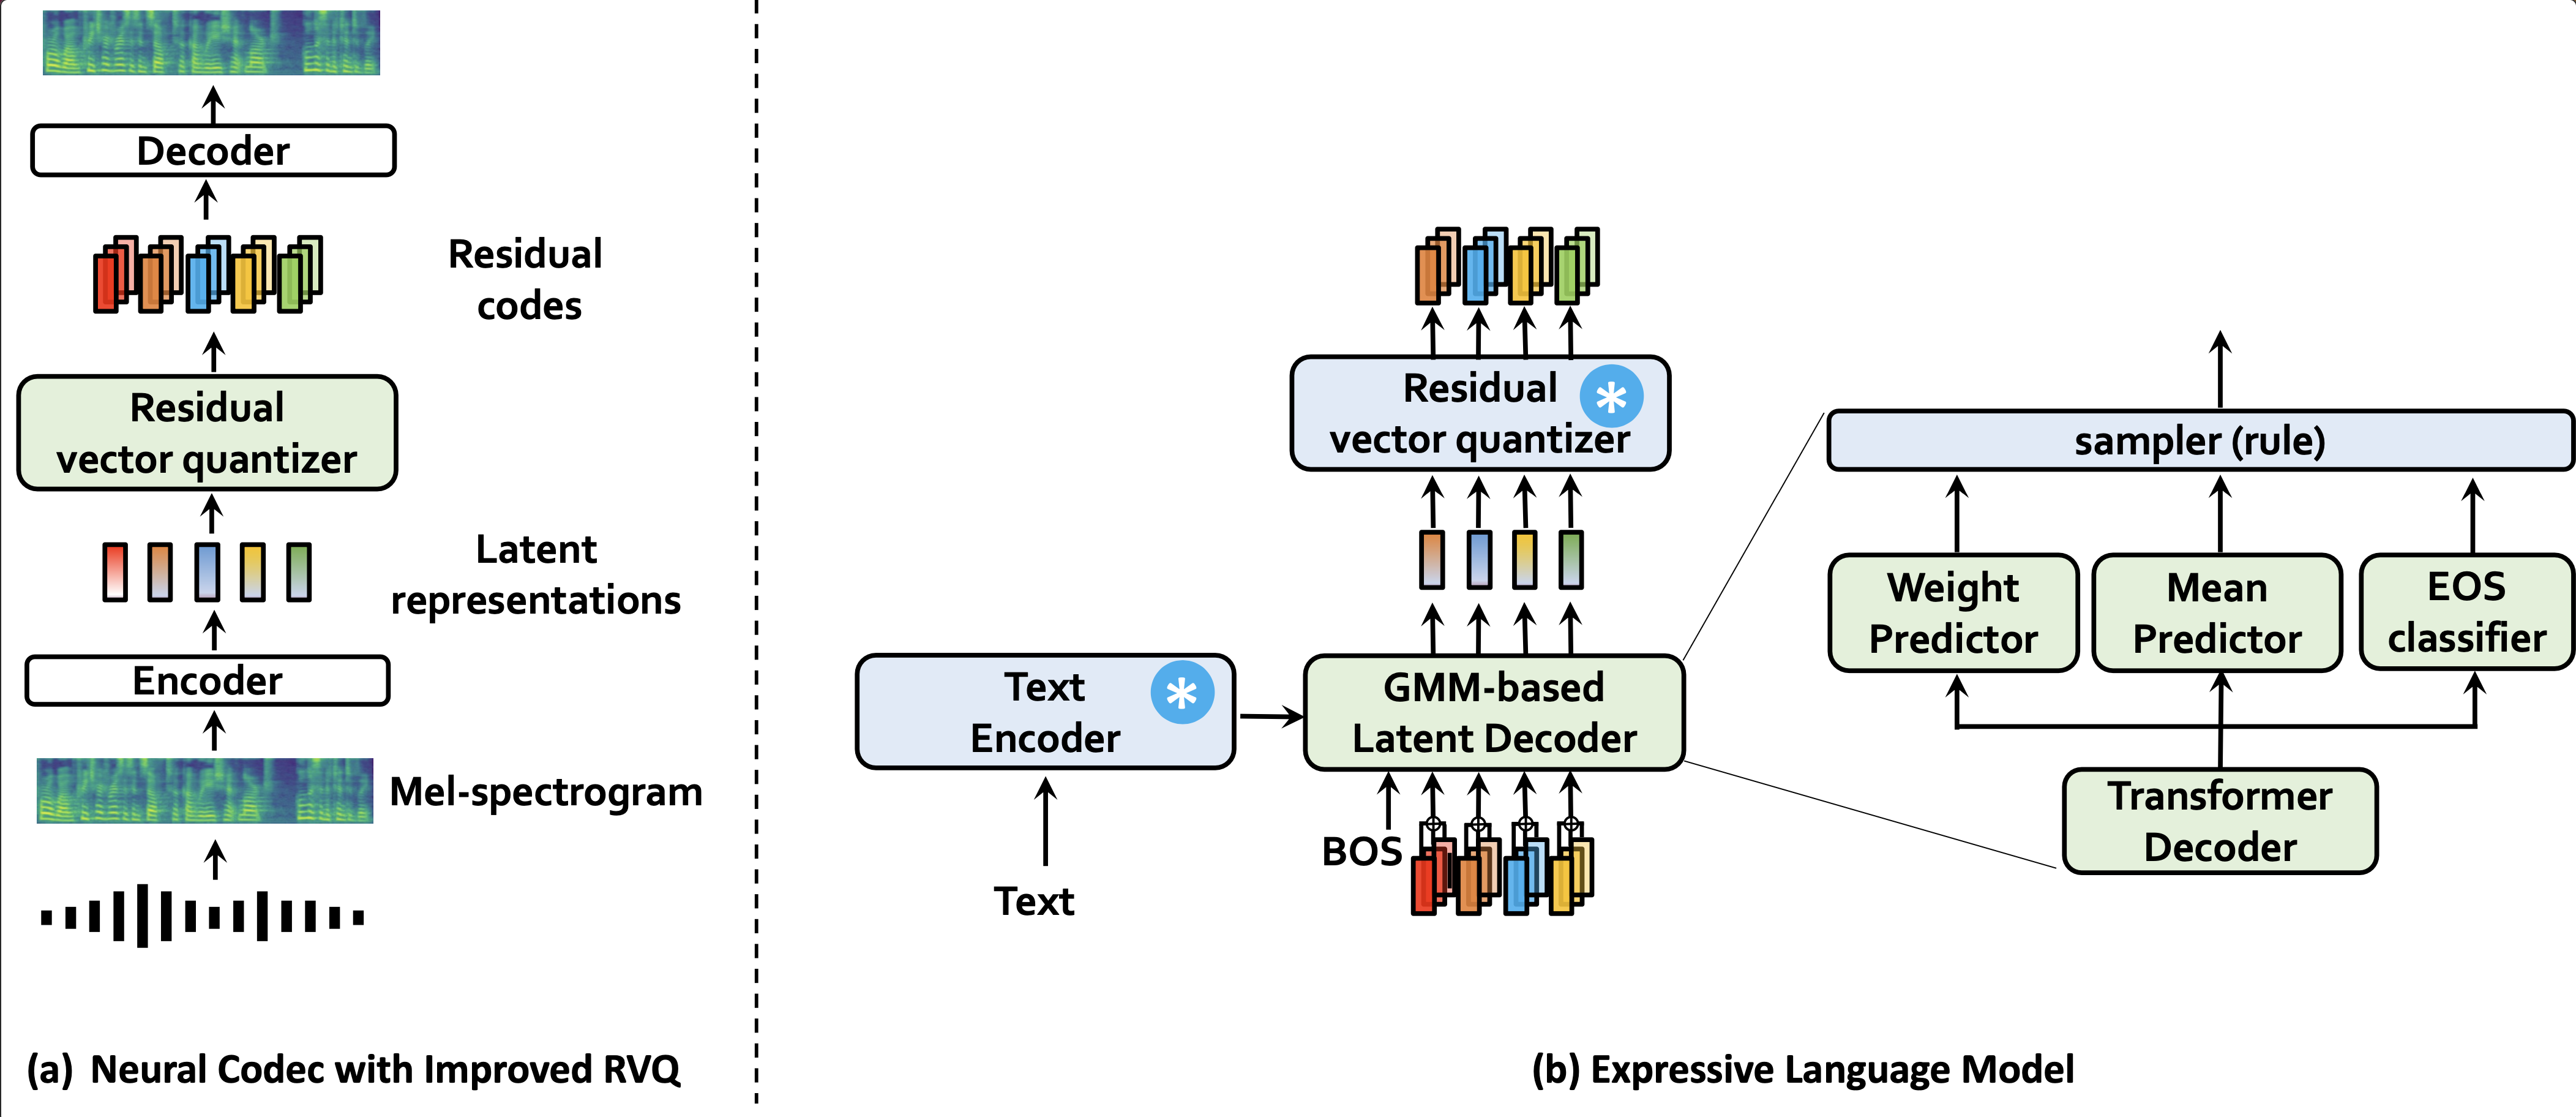 Decoder
Residual
codes
Residual
vector quantizer
Latent
representations
Encoder
Mel-spectrogram
(a) Neural Codec with Improved RVQ
Residual
vector quantizer
Text
Encoder
GMM-based
Latent Decoder
BOS
Text
sampler (rule)
Weight
Predictor
Mean
Predictor
EOS
classifier
Transformer
Decoder
(b) Expressive Language Model